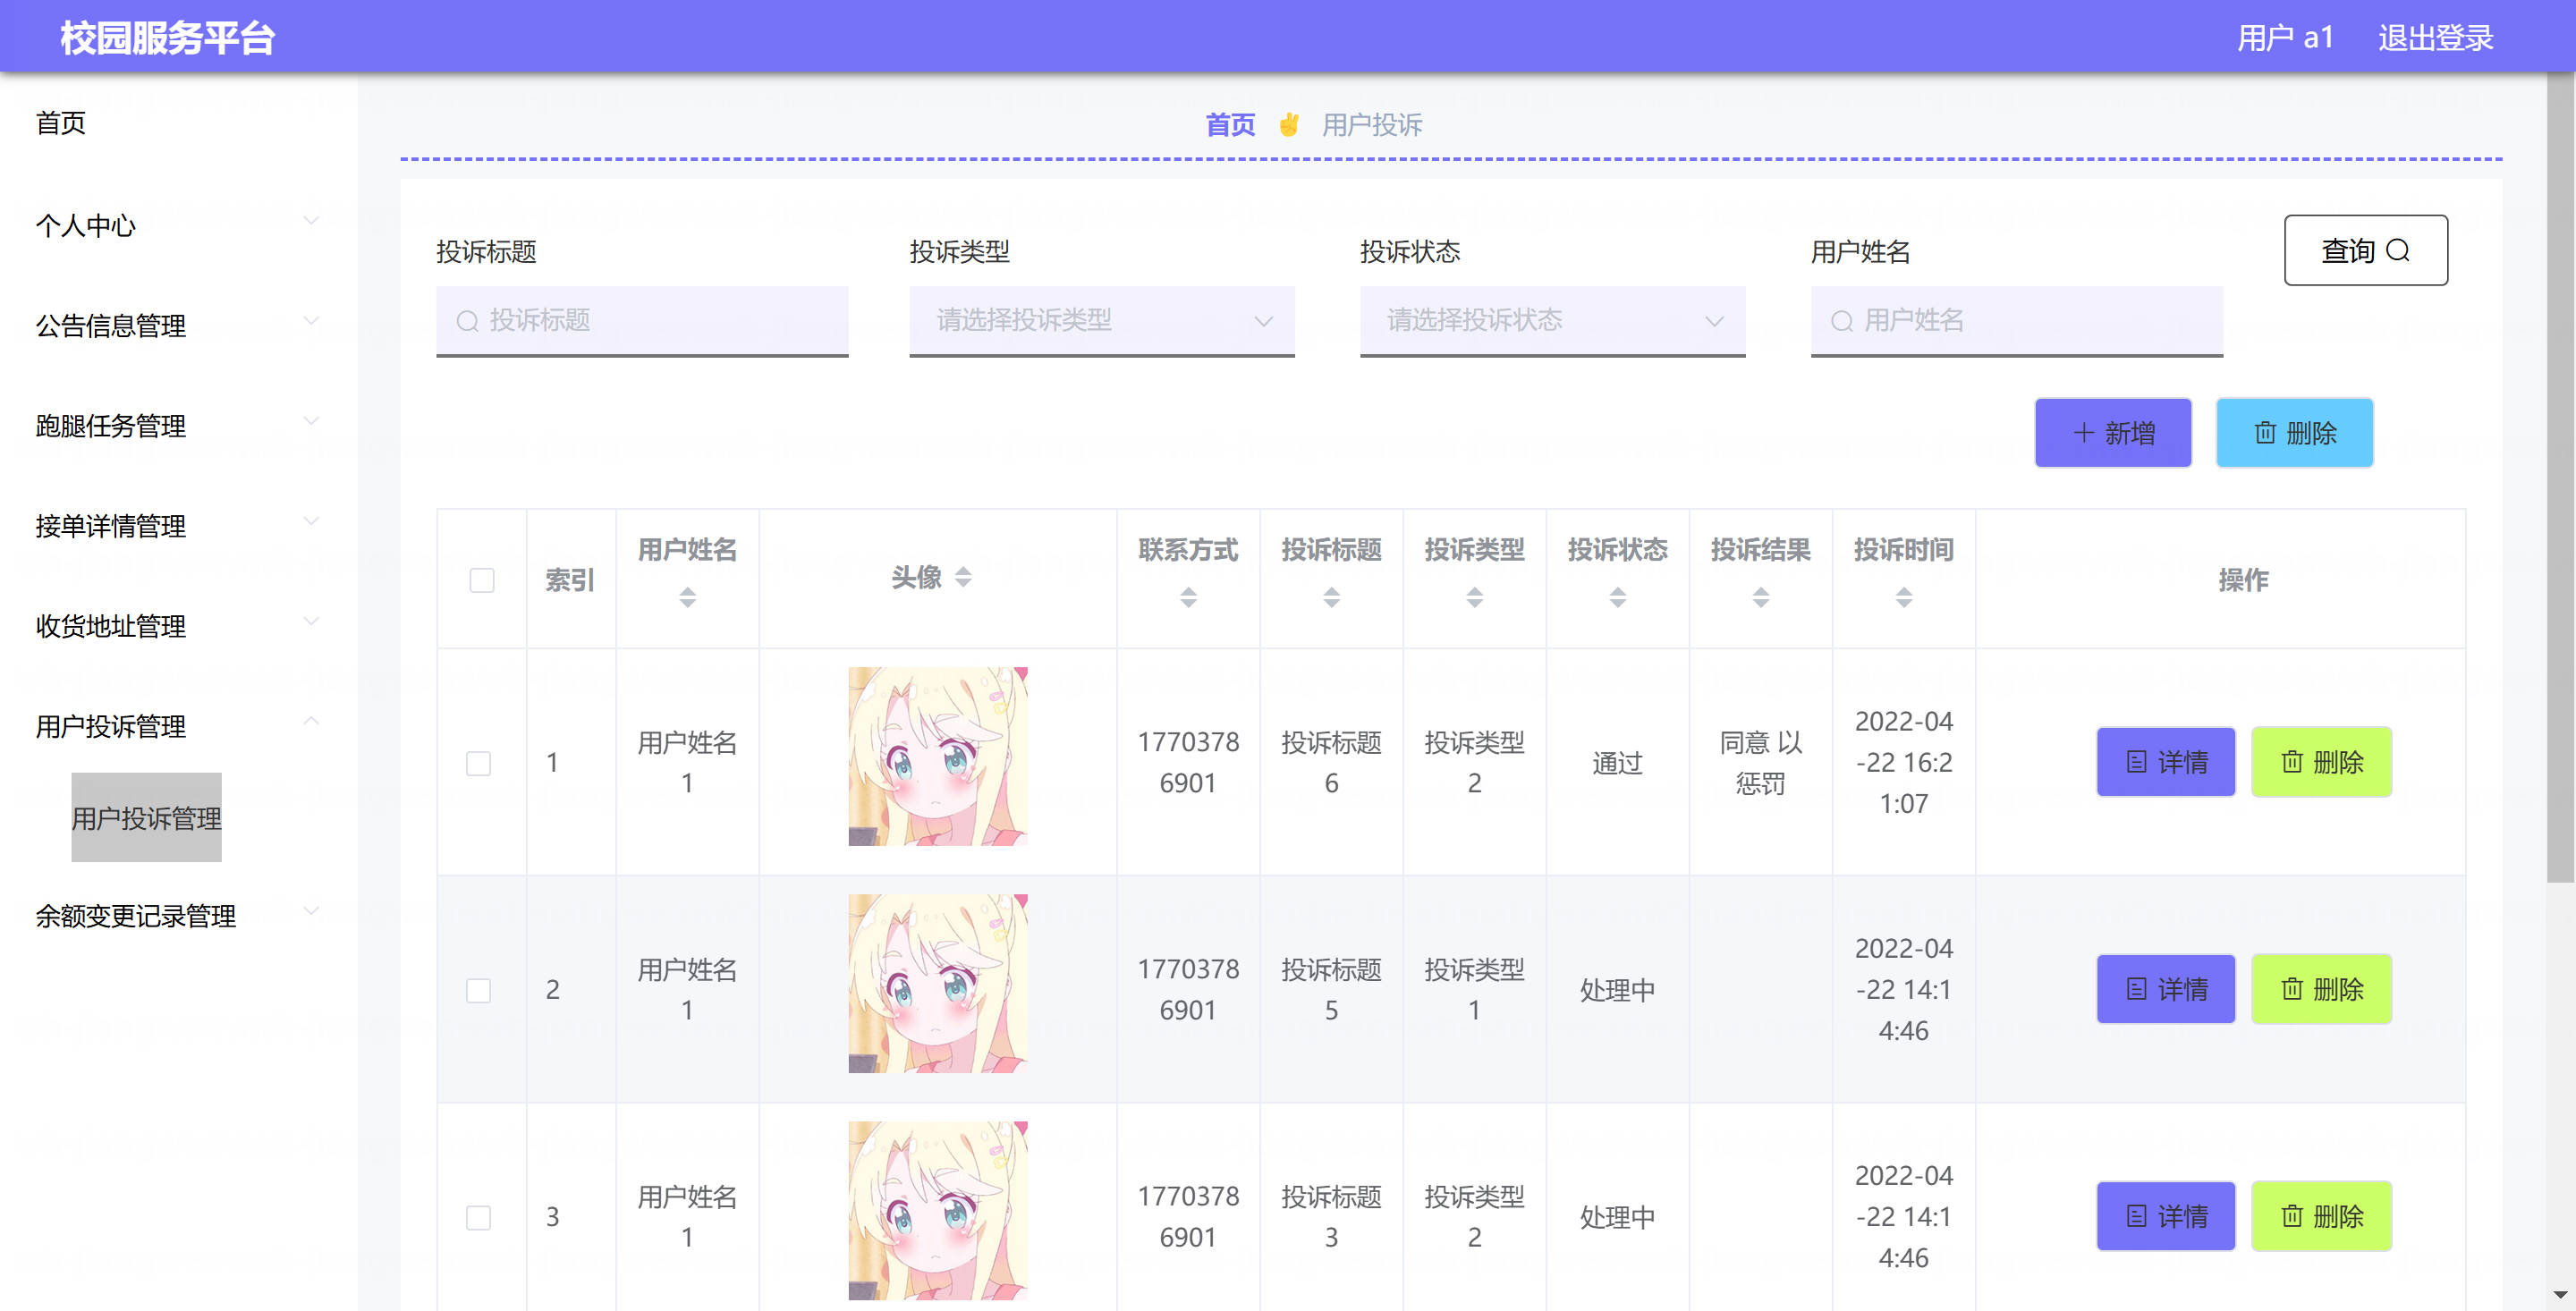 校园服务平台
用户 a1 退出登录
首页
个人中心
公告信息管理
跑腿任务管理
接单详情管理
收货地址管理
用户投诉管理
用户投诉管理
余额变更记录管理
首页 ✌ 用户投诉
投诉标题 投诉类型 投诉状态 用户姓名 查询
投诉标题 请选择投诉类型 请选择投诉状态 用户姓名
新增 删除
索引 用户姓名 头像 联系方式 投诉标题 投诉类型 投诉状态 投诉结果 投诉时间 操作
1
用户姓名
1
1770378
6901
投诉标题
6
投诉类型
2
通过
同意 以
惩罚
2022-04
-22 16:2
1:07
详情 删除
2
用户姓名
1
1770378
6901
投诉标题
5
投诉类型
1
处理中
2022-04
-22 14:1
4:46
详情 删除
3
用户姓名
1
1770378
6901
投诉标题
3
投诉类型
2
处理中
2022-04
-22 14:1
4:46
详情 删除